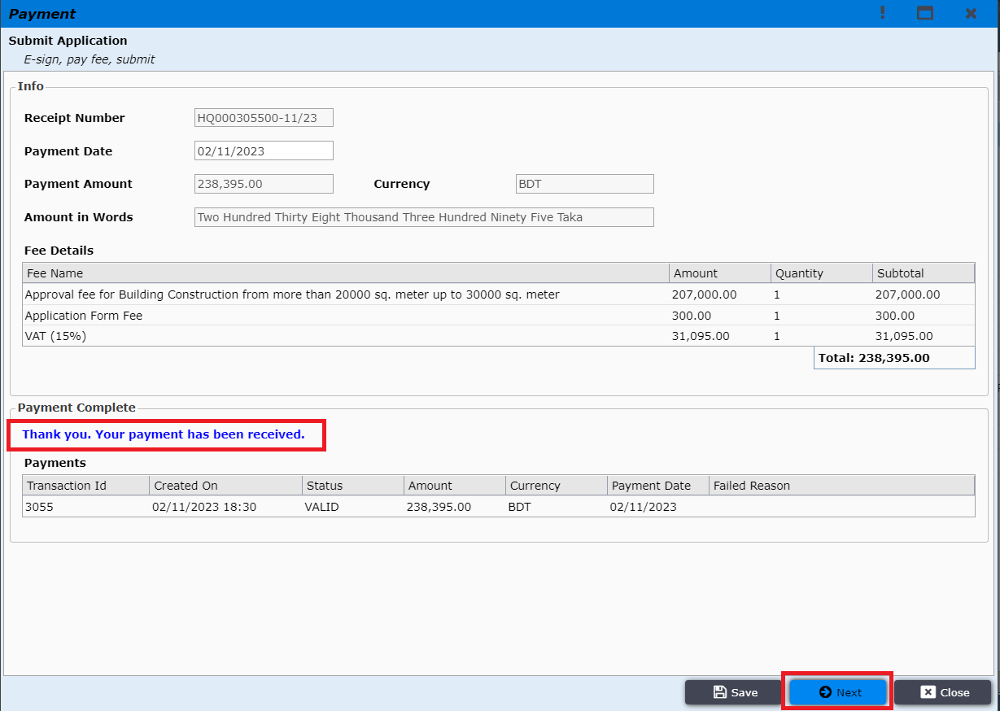 Payment
Submit Application
E-sign, pay fee, submit
Info
Receipt Number HQ000305500-11/23
Payment Date 02/11/2023
Payment Amount 238,395.00 Currency BDT
Amount in Words Two Hundred Thirty Eight Thousand Three Hundred Ninety Five Taka
Fee Details
Fee Name Amount Quantity Subtotal
Approval fee for Building Construction from more than 20000 sq. meter up to 30000 sq. meter 207,000.00 1 207,000.00
Application Form Fee 300.00 1 300.00
VAT (15%) 31,095.00 1 31,095.00
Total: 238,395.00
Payment Complete
Thank you. Your payment has been received.
Payments
Transaction Id Created On Status Amount Currency Payment Date Failed Reason
3055 02/11/2023 18:30 VALID 238,395.00 BDT 02/11/2023
Save Next Close